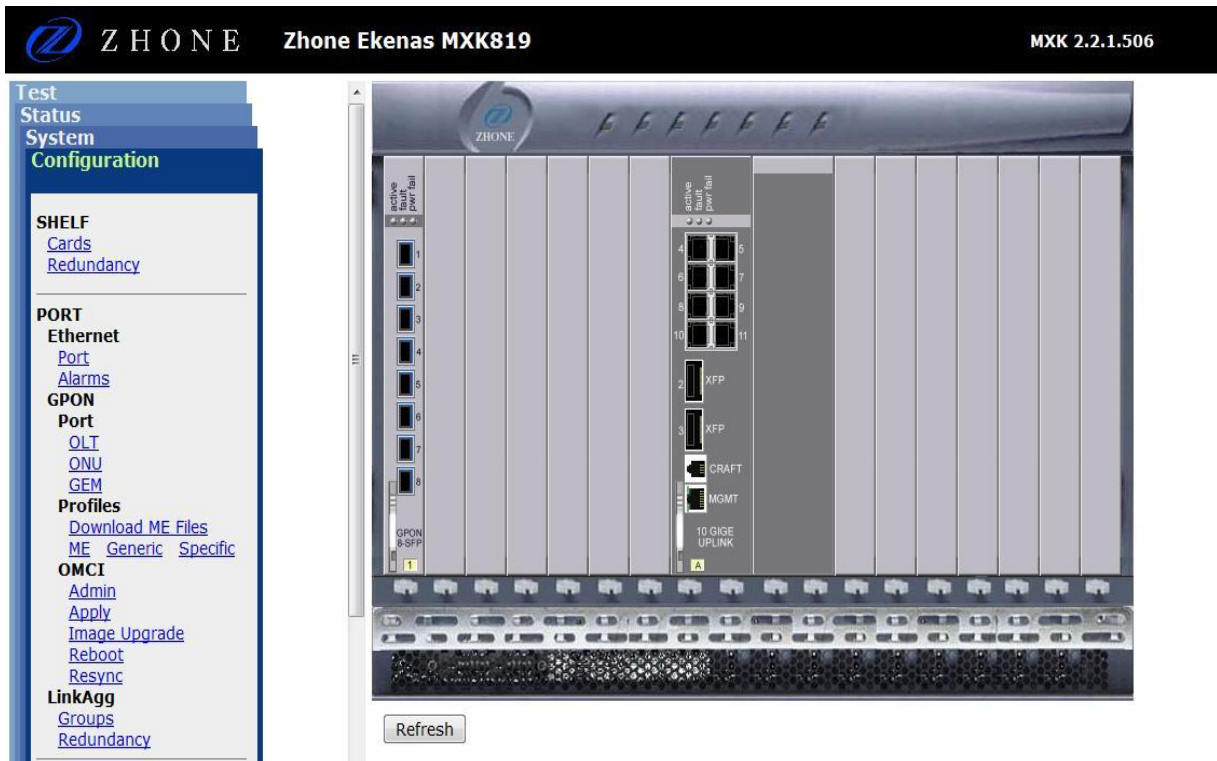 ZHONE Zhone Ekenas MXK819 MXK 2.2.1.506
Test
Status
System
Configuration
SHELF
Cards
Redundancy
PORT
Ethernet
Port
Alarms
GPON
Port
OLT
ONU
GEM
Profiles
Download ME Files
ME Generic Specific
OMCI
Admin
Apply
Image Upgrade
Reboot
Resync
LinkAgg
Groups
Redundancy
ZHONE
active
fault
pwr fail
1
2
3
4
5
6
7
8
GPON
8-SFP
1
active
fault
pwr fail
4 5
6 7
8 9
10 11
2 XFP
3 XFP
CRAFT
MGMT
10 GIGE
UPLINK
A
Refresh